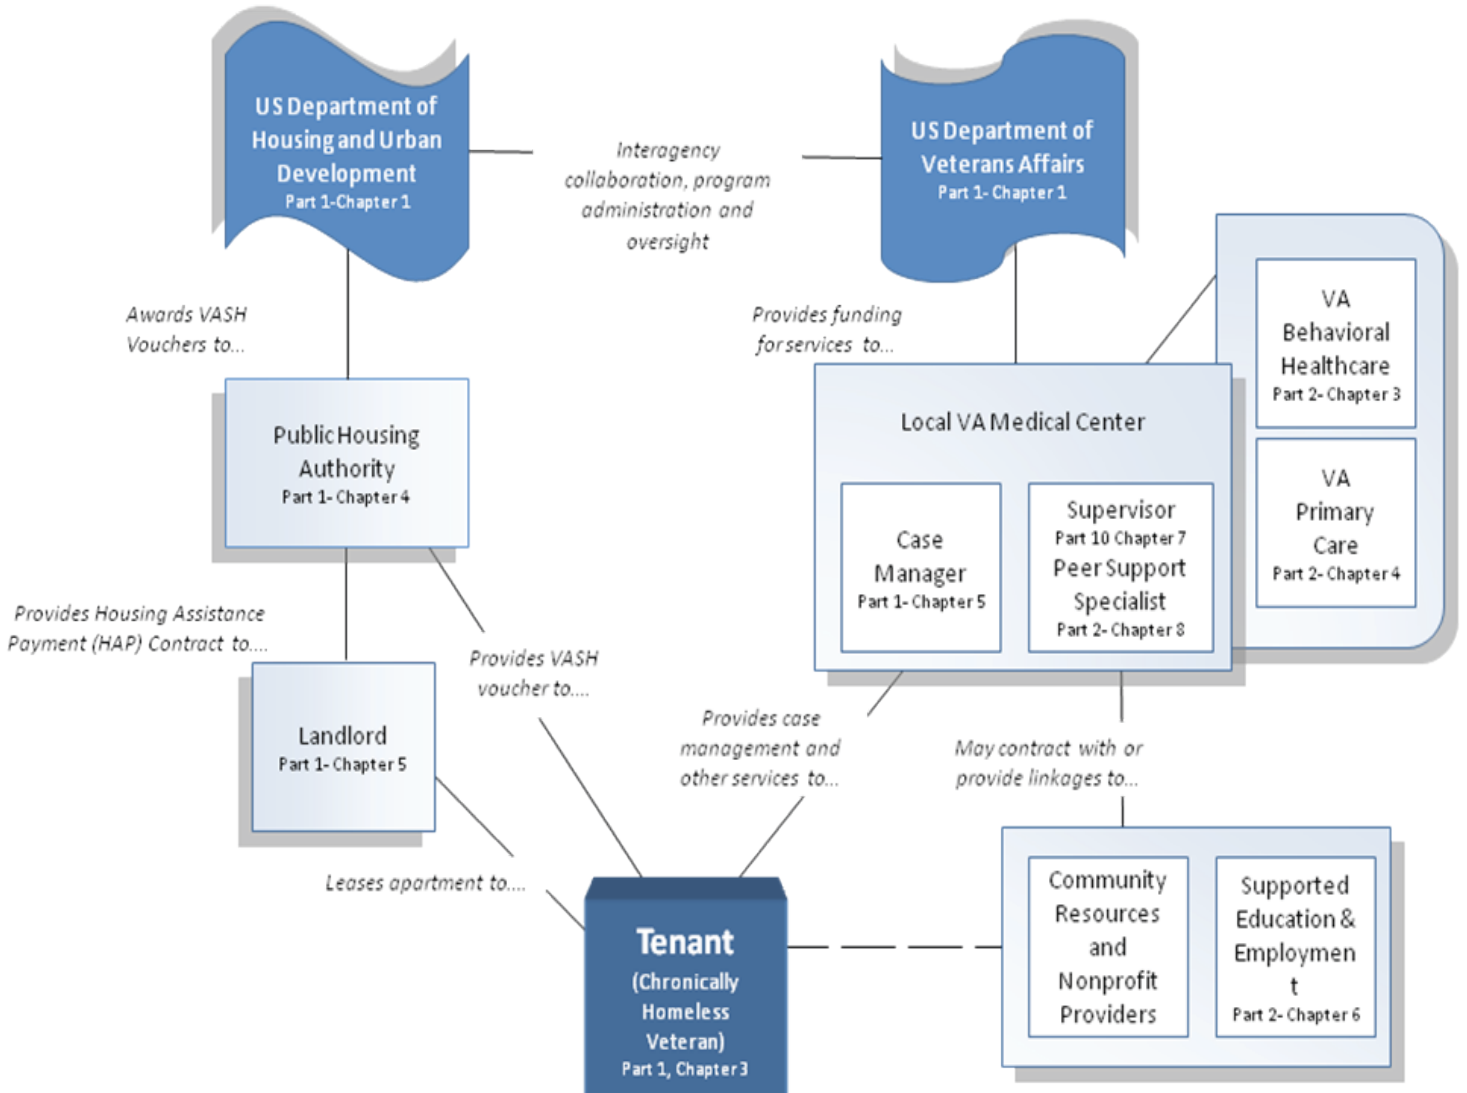 US Department of
Housing and Urban
Development
Part 1-Chapter 1
Interagency
collaboration, program
administration and
oversight
US Department of
Veterans Affairs
Part 1- Chapter 1
Awards VASH
Vouchers to...
Provides funding
for services to...
VA
Behavioral
Healthcare
Part 2- Chapter 3
VA
Primary
Care
Part 2- Chapter 4
Public Housing
Authority
Part 1- Chapter 4
Local VA Medical Center
Case
Manager
Part 1- Chapter 5
Supervisor
Part 10 Chapter 7
Peer Support
Specialist
Part 2- Chapter 8
Provides Housing Assistance
Payment (HAP) Contract to....
Provides VASH
voucher to....
Landlord
Part 1- Chapter 5
Provides case
management and
other services to...
May contract with or
provide linkages to...
Leases apartment to....
Tenant
(Chronically
Homeless
Veteran)
Part 1, Chapter 3
Community
Resources
and
Nonprofit
Providers
Supported
Education &
Employmen
t
Part 2- Chapter 6